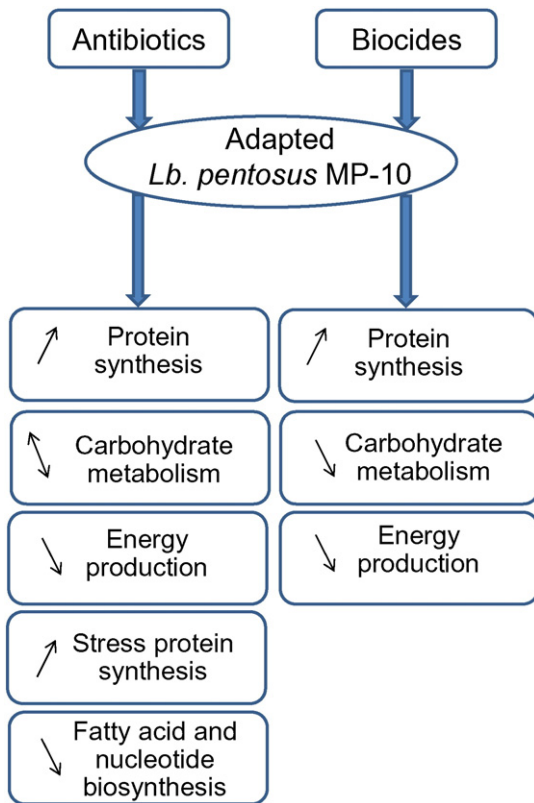 Antibiotics
Biocides
Adapted
Lb. pentosus MP-10
Protein
synthesis
Carbohydrate
metabolism
Energy
production
Stress protein
synthesis
Fatty acid and
nucleotide
biosynthesis
Protein
synthesis
Carbohydrate
metabolism
Energy
production